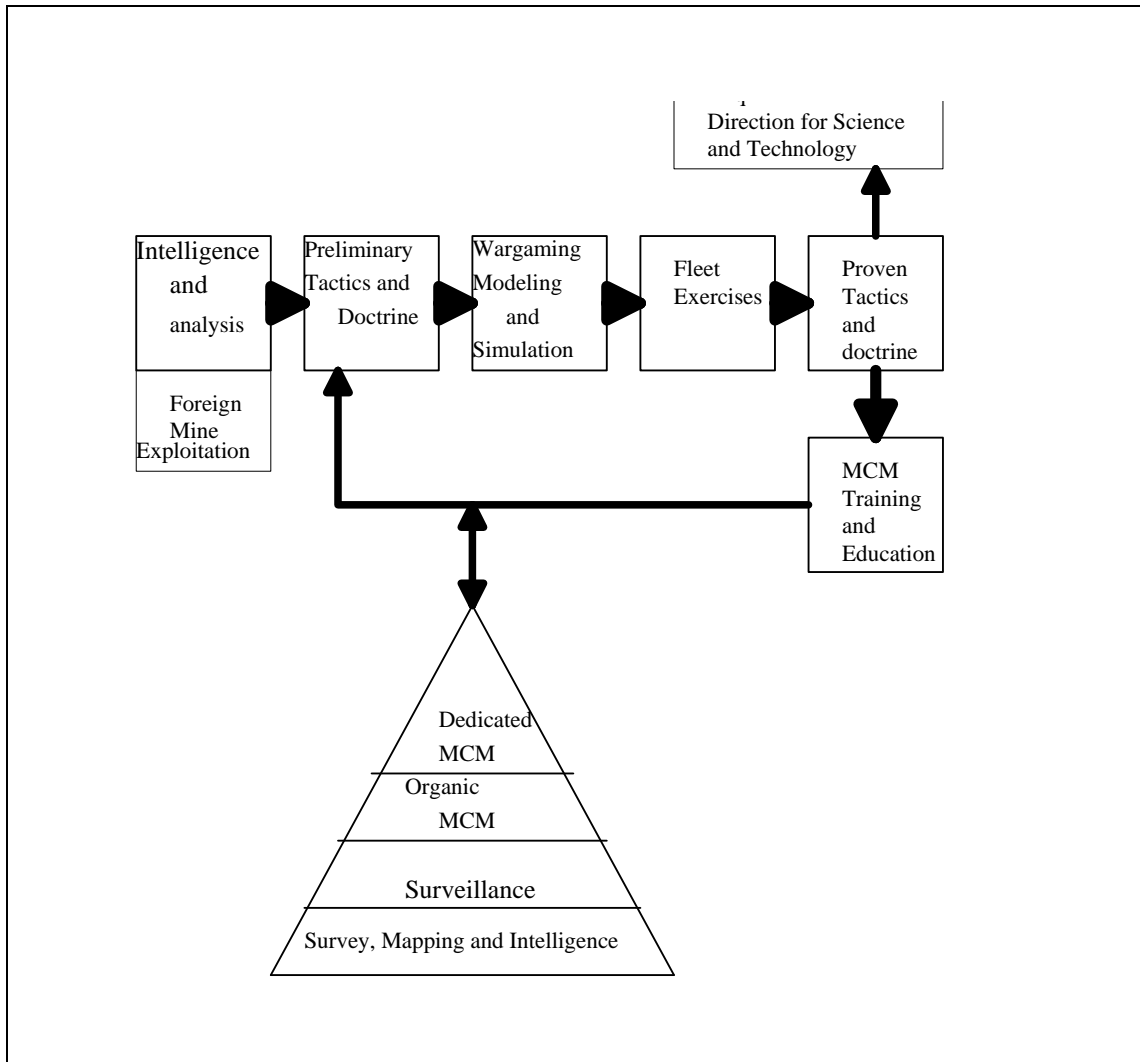 Direction for Science
and Technology
Intelligence
and
analysis
Preliminary
Tactics and
Doctrine
Wargaming
Modeling
and
Simulation
Fleet
Exercises
Proven
Tactics
and
doctrine
Foreign
Mine
Exploitation
MCM
Training
and
Education
Dedicated
MCM
Organic
MCM
Surveillance
Survey, Mapping and Intelligence